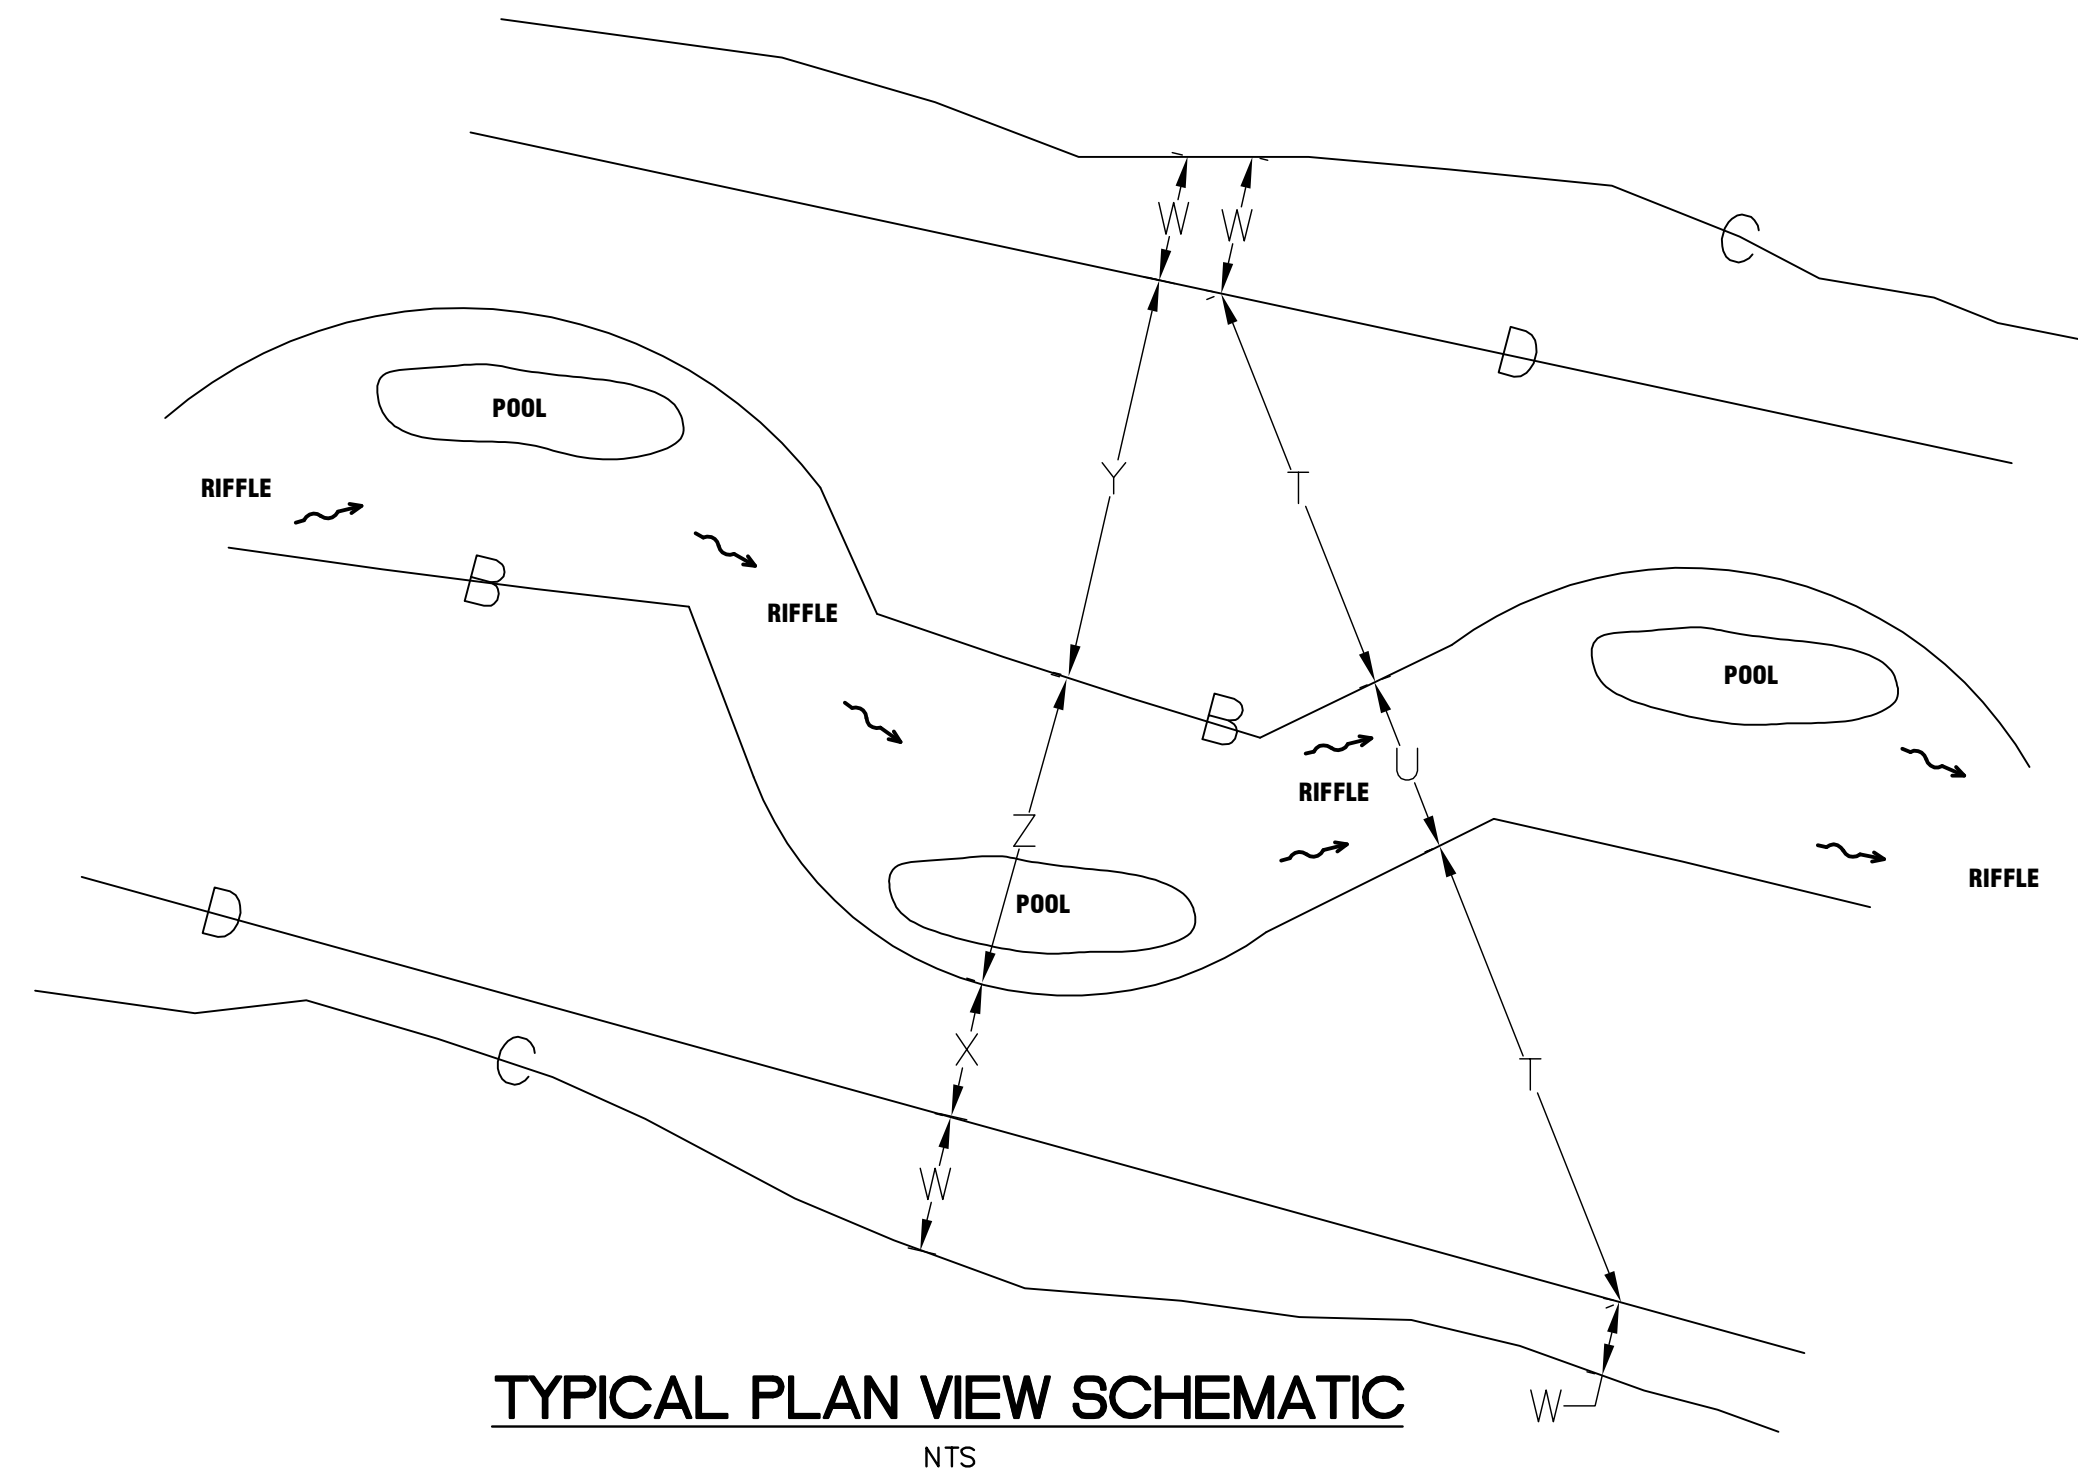 W W
C
D
POOL
Y T
RIFFLE
B
RIFFLE
POOL
B
U
RIFFLE
Z
POOL
RIFFLE
D
X
C
T
W
W
TYPICAL PLAN VIEW SCHEMATIC
NTS